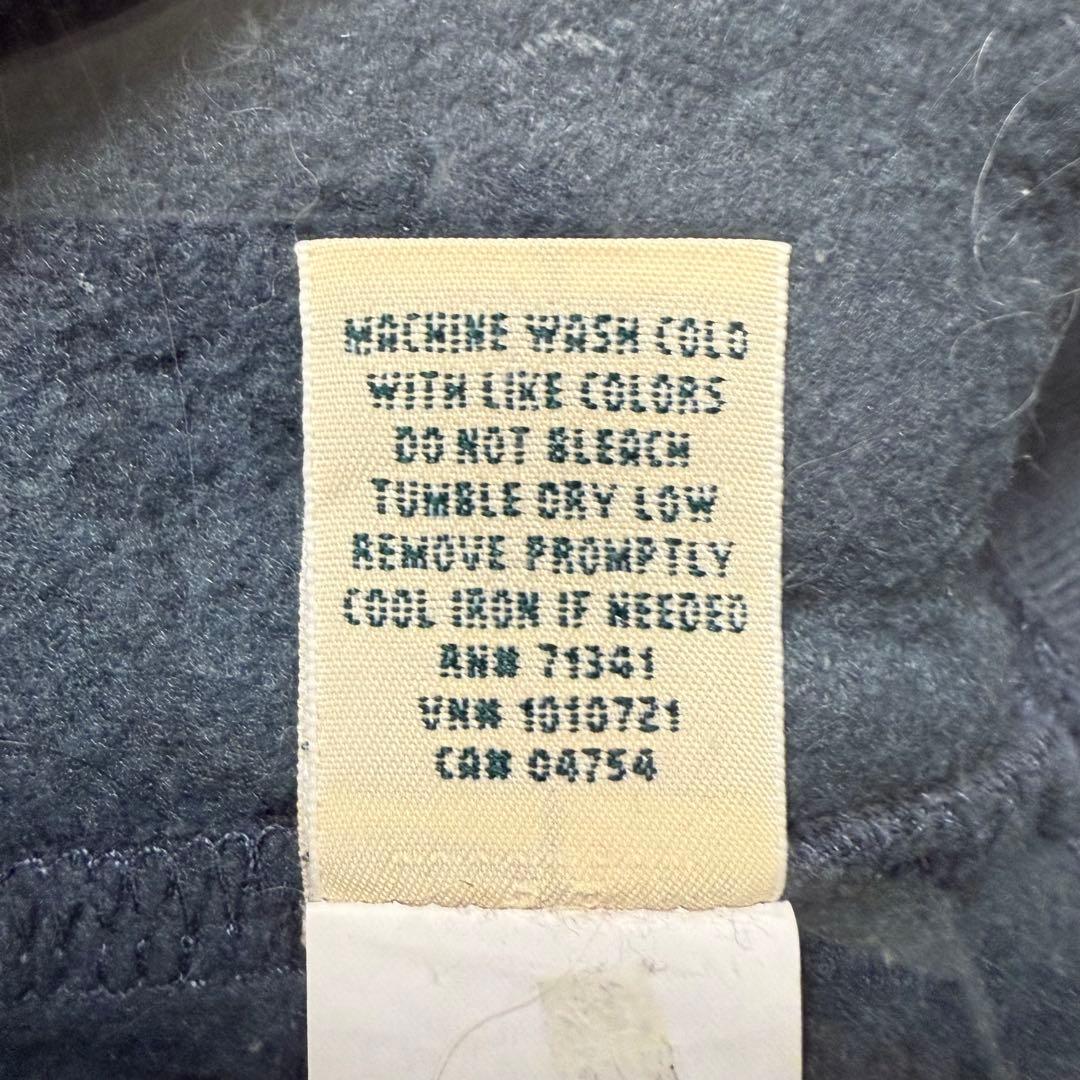 MACHINE WASH COLD
WITH LIKE COLORS
DO NOT BLEACH
TUMBLE DRY LOW
REMOVE PROMPTLY
COOL IRON IF NEEDED
AN# 71341
VN# 1010721
CA# 04754